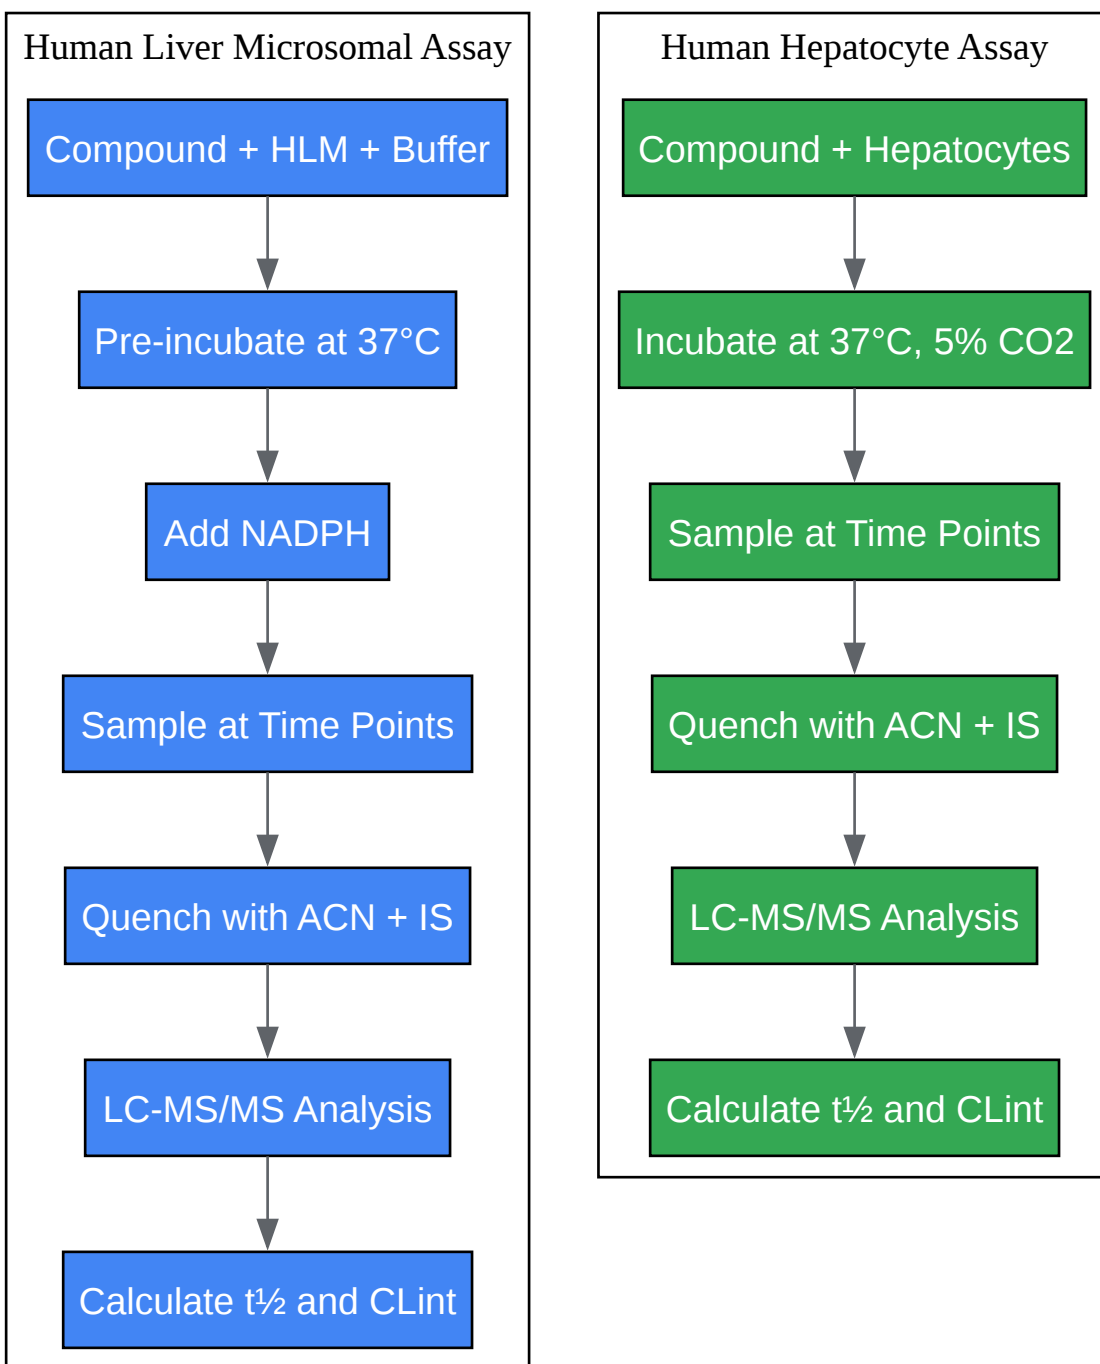 Human Liver Microsomal Assay
Compound + HLM + Buffer
Pre-incubate at 37°C
Add NADPH
Sample at Time Points
Quench with ACN + IS
LC-MS/MS Analysis
Calculate t½ and CLint
Human Hepatocyte Assay
Compound + Hepatocytes
Incubate at 37°C, 5% CO2
Sample at Time Points
Quench with ACN + IS
LC-MS/MS Analysis
Calculate t½ and CLint